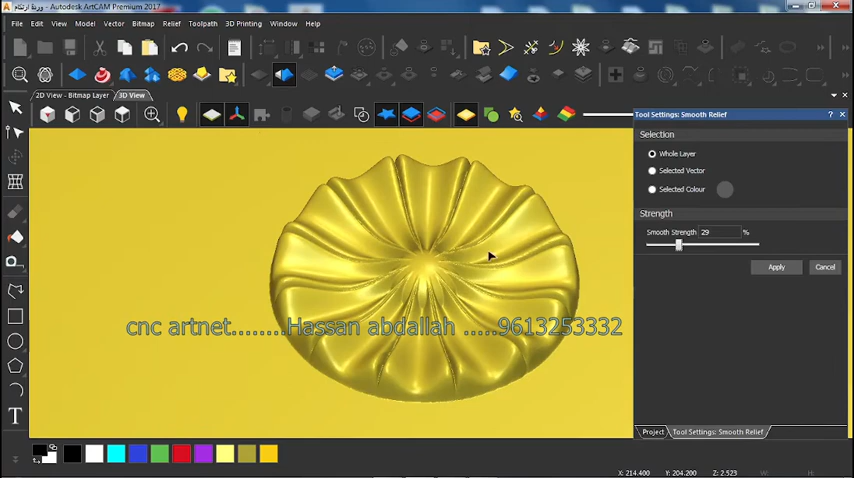 وردة ارتفاع - Autodesk ArtCAM Premium 2017
File Edit View Model Vector Bitmap Relief Toolpath 3D Printing Window Help
2D View - Bitmap Layer 3D View
Tool Settings: Smooth Relief
Selection
Whole Layer
Selected Vector
Selected Colour
Strength
Smooth Strength 29 %
Apply Cancel
cnc artnet........Hassan abdallah .....9613253332
Project Tool Settings: Smooth Relief
X: 214.400 Y: 204.200 Z: 2.523 W: H: